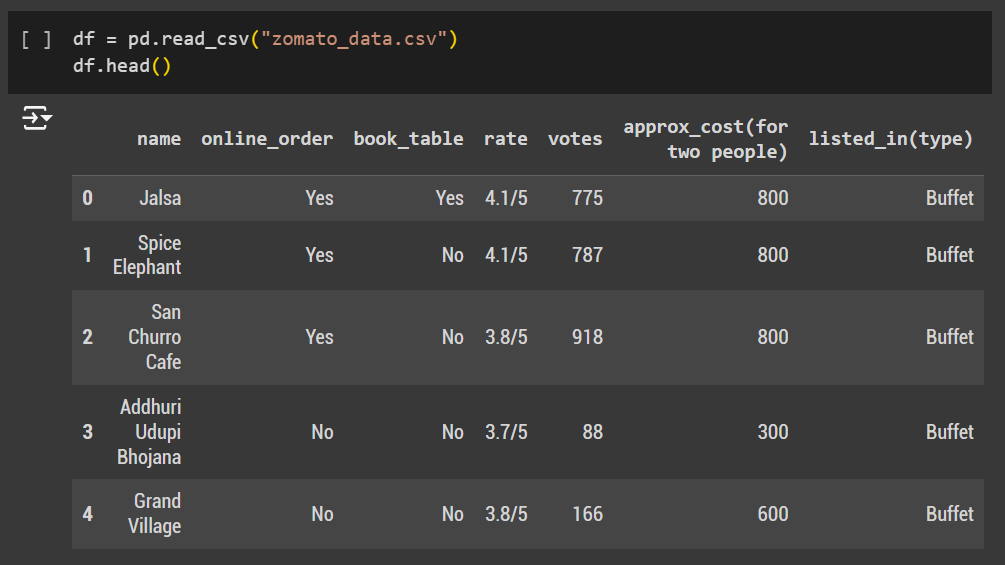 [ ] df = pd.read_csv("zomato_data.csv")
df.head()
name online_order book_table rate votes approx_cost(for two people) listed_in(type)
0 Jalsa Yes Yes 4.1/5 775 800 Buffet
1 Spice Elephant Yes No 4.1/5 787 800 Buffet
2 San Churro Cafe Yes No 3.8/5 918 800 Buffet
3 Addhuri Udupi Bhojana No No 3.7/5 88 300 Buffet
4 Grand Village No No 3.8/5 166 600 Buffet